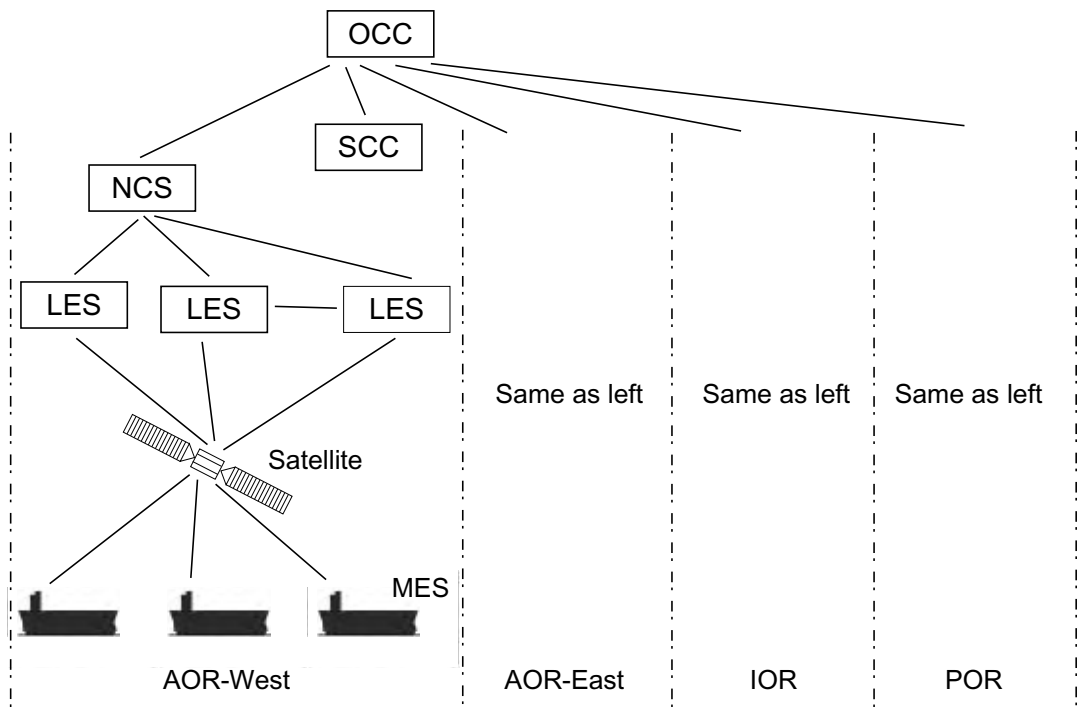 OCC
SCC
NCS
LES
LES
LES
Same as left
Same as left
Same as left
Satellite
MES
AOR-West
AOR-East
IOR
POR